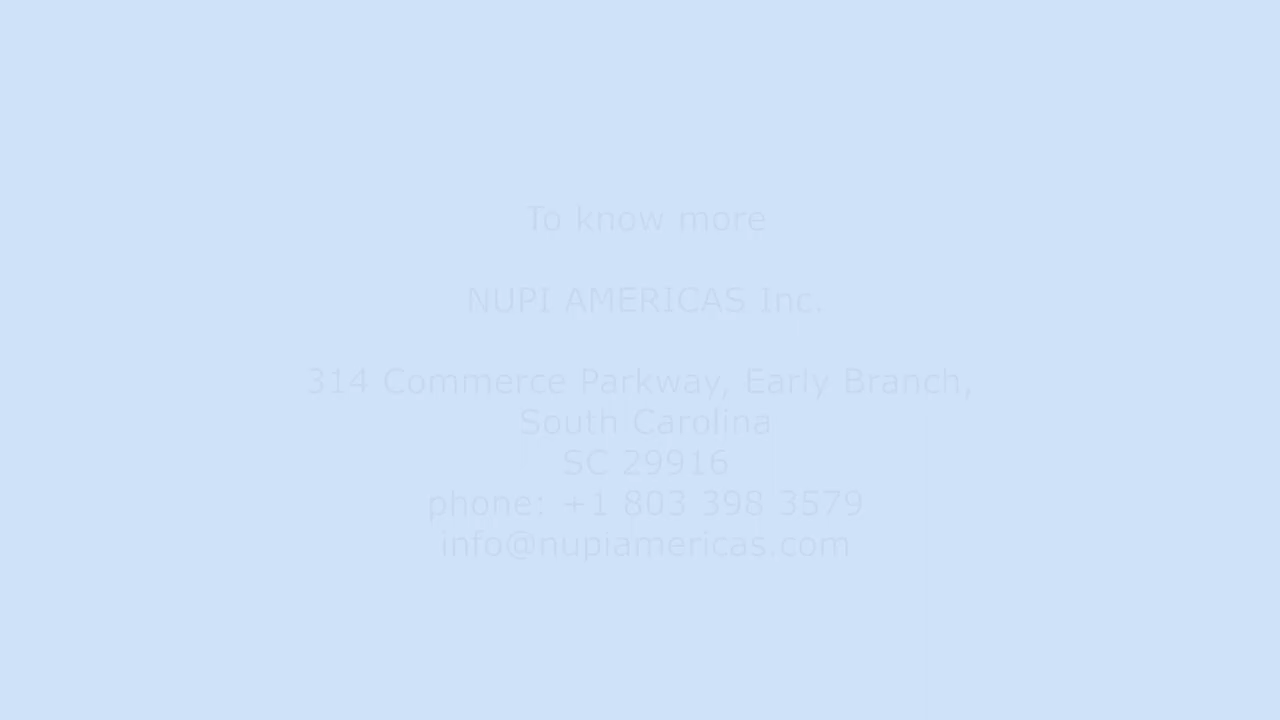 To know more
NUPI AMERICAS Inc.
314 Commerce Parkway, Early Branch,
South Carolina
SC 29916
phone: +1 803 398 3579
info@nupiamericas.com